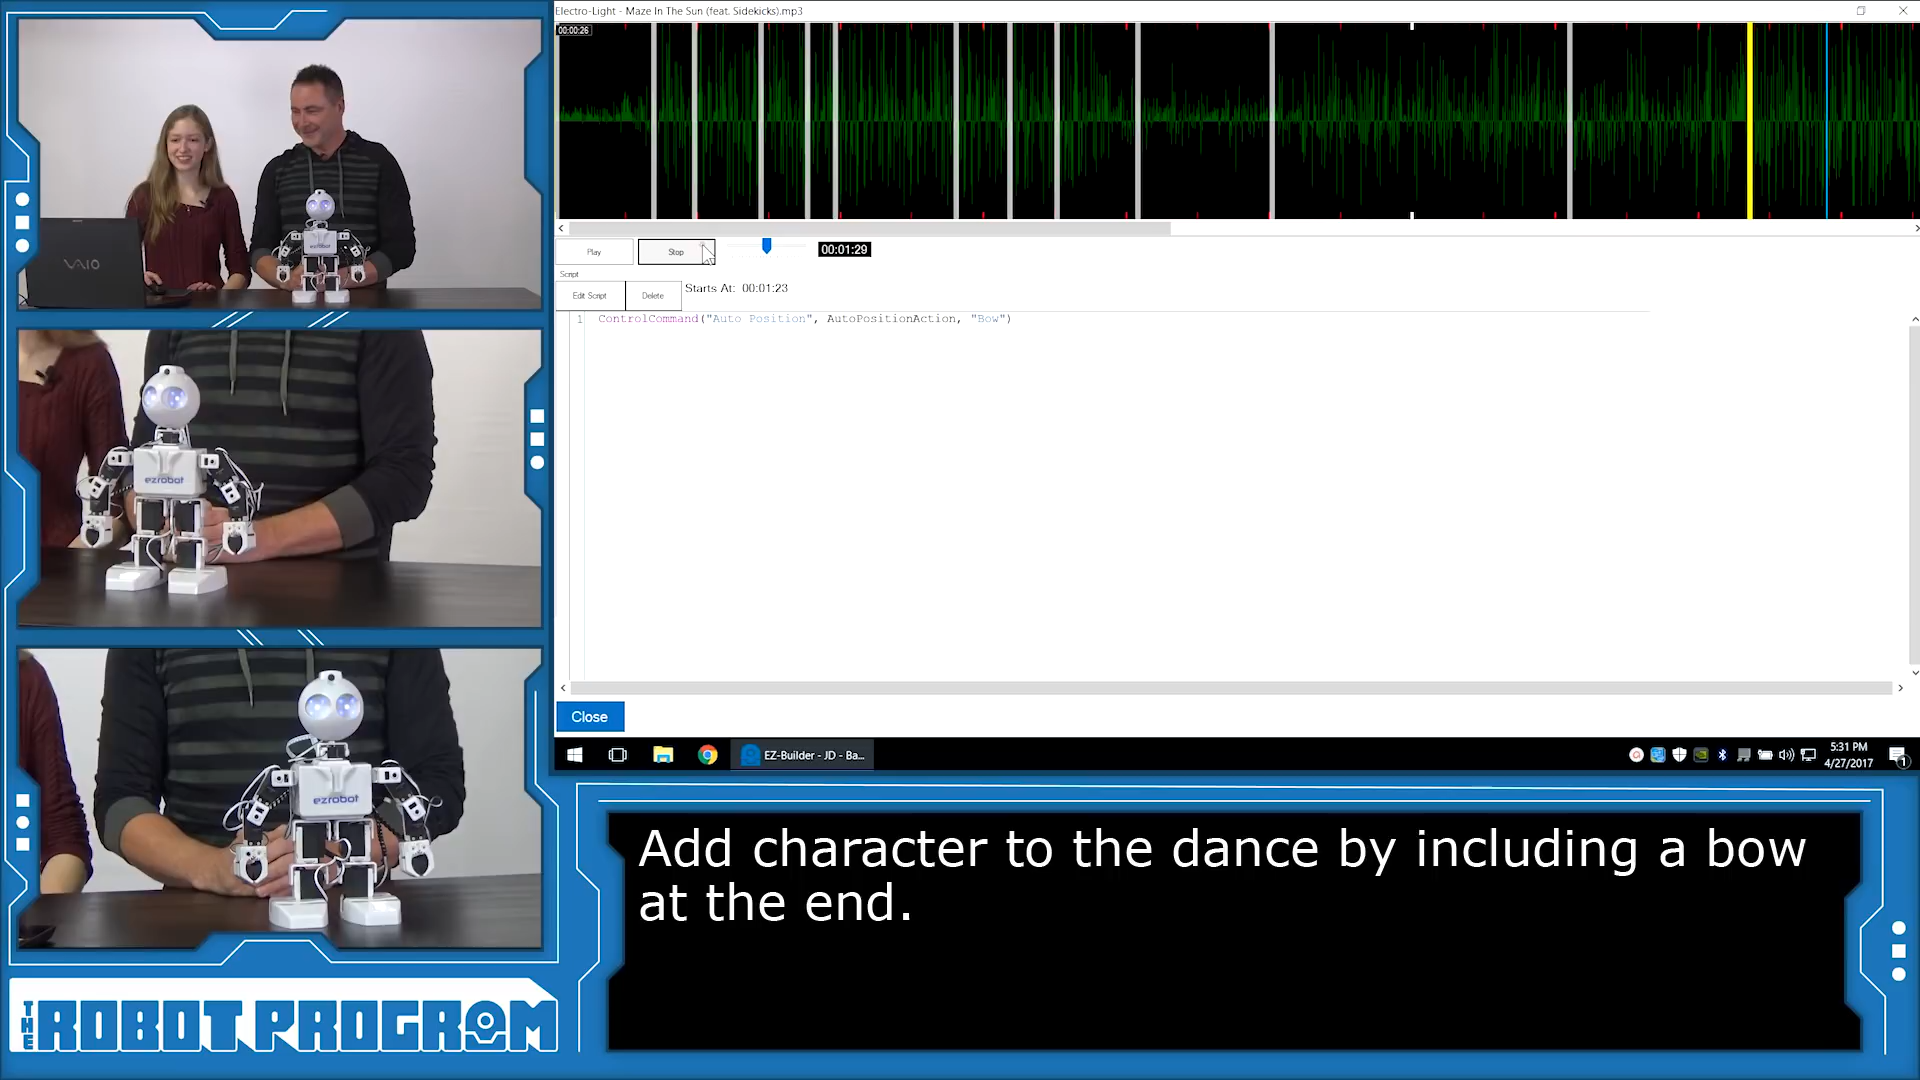 Electro-Light - Maze In The Sun (feat. Sidekicks).mp3
00:00:26
Play
Stop
00:01:29
Script
Edit Script
Delete
Starts At: 00:01:23
1 ControlCommand("Auto Position", AutoPositionAction, "Bow")
Close
EZ-Builder - JD - Ba...
5:31 PM
4/27/2017
1
VAIO
ezrobot
ezrobot
ezrobot
Add character to the dance by including a bow
at the end.
THE ROBOT PROGRAM